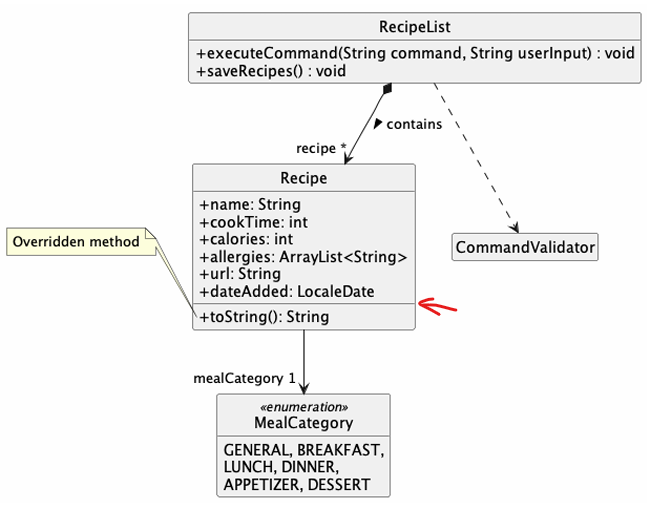 RecipeList
+executeCommand(String command, String userInput) : void
+saveRecipes() : void
contains
recipe *
Recipe
+name: String
+cookTime: int
+calories: int
+allergies: ArrayList<String>
+url: String
+dateAdded: LocaleDate
+toString(): String
Overridden method
CommandValidator
mealCategory 1
«enumeration»
MealCategory
GENERAL, BREAKFAST,
LUNCH, DINNER,
APPETIZER, DESSERT